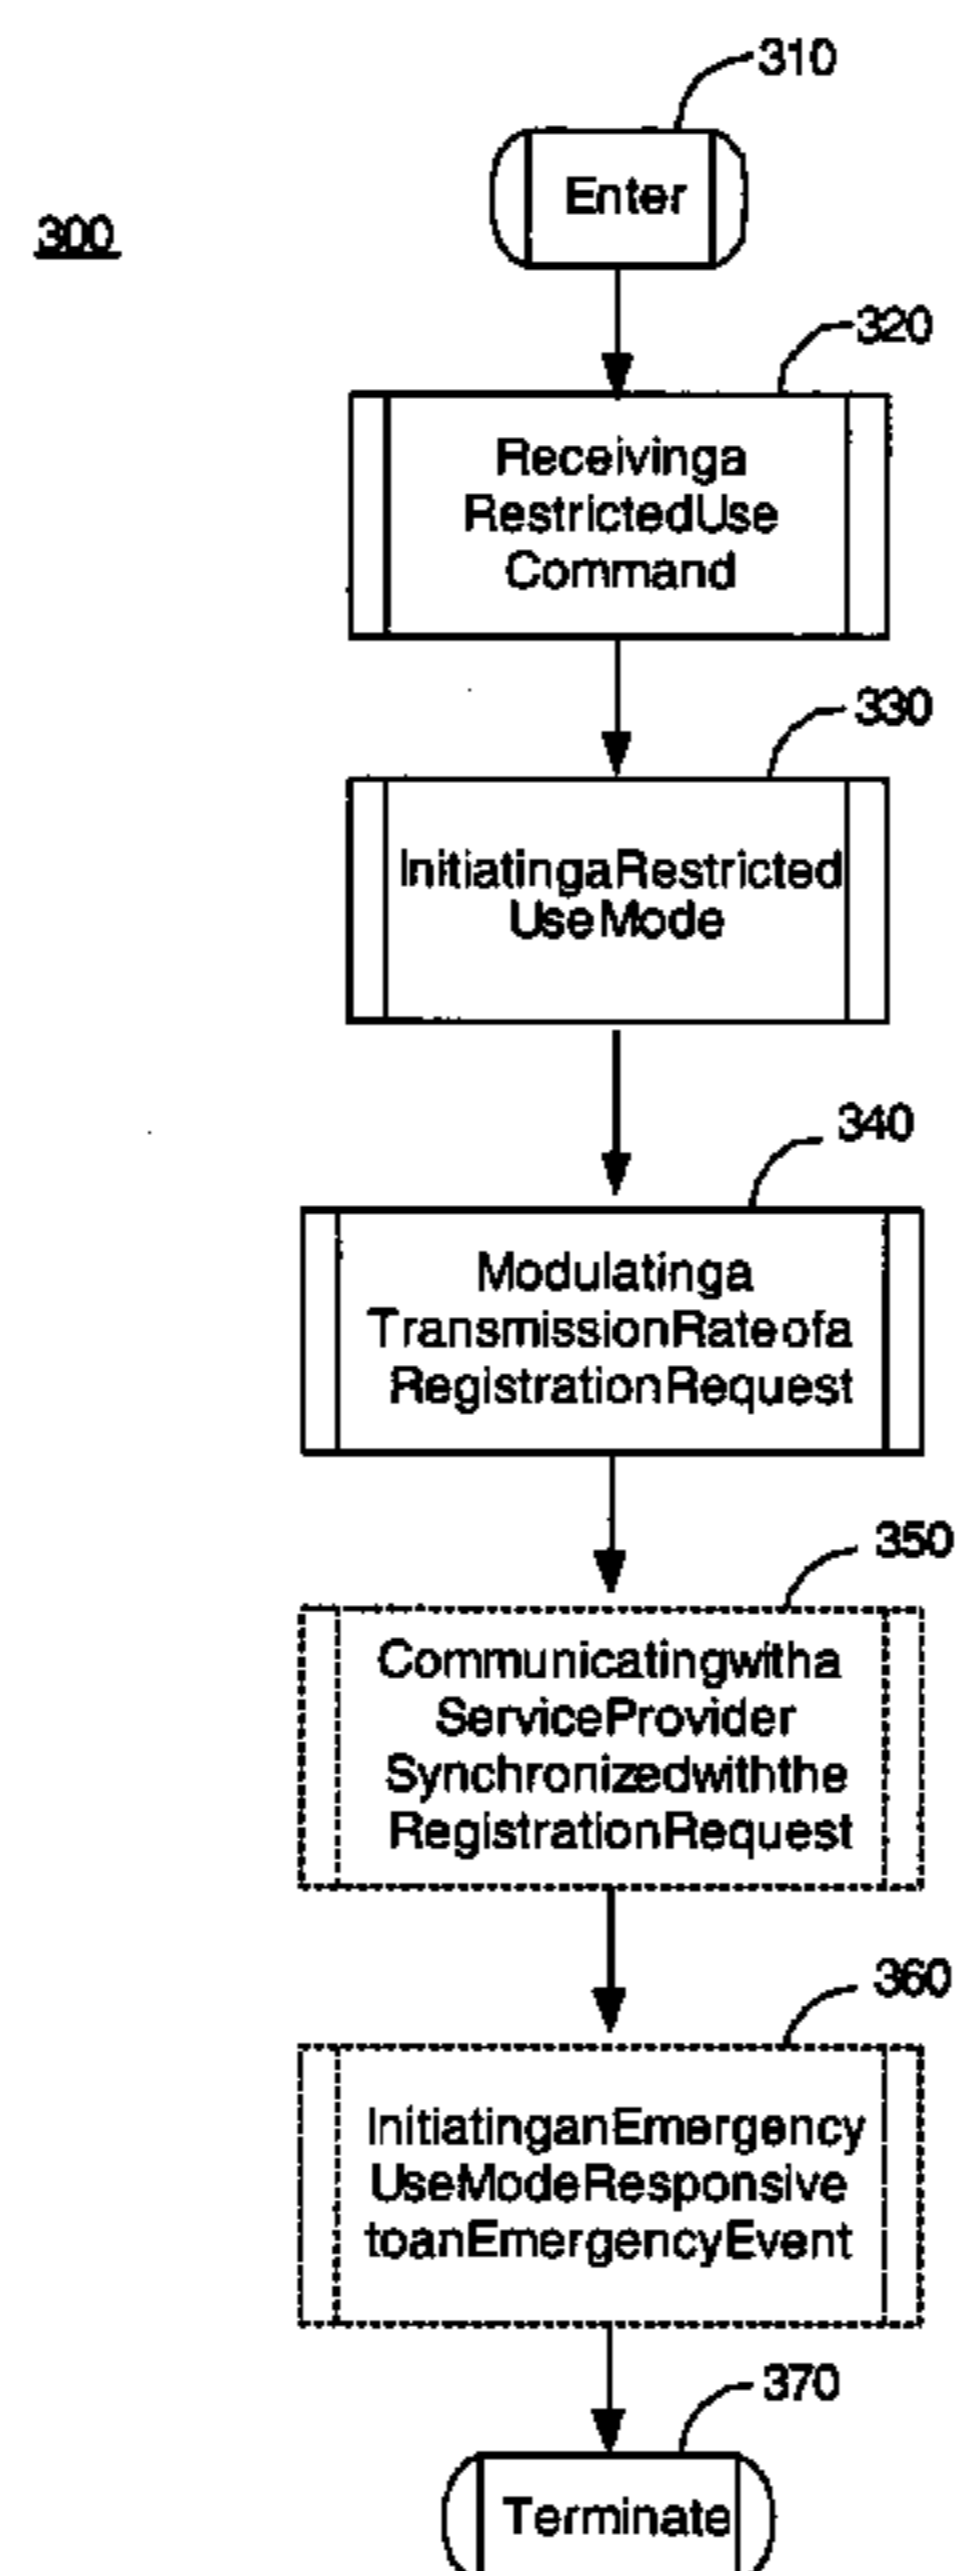 310
Enter
300
320
Receivinga
RestrictedUse
Command
330
InitiatingaRestricted
UseMode
340
Modulatinga
TransmissionRateofa
RegistrationRequest
350
Communicatingwitha
ServiceProvider
Synchronizedwiththe
RegistrationRequest
360
InitiatinganEmergency
UseModeResponsive
toanEmergencyEvent
370
Terminate